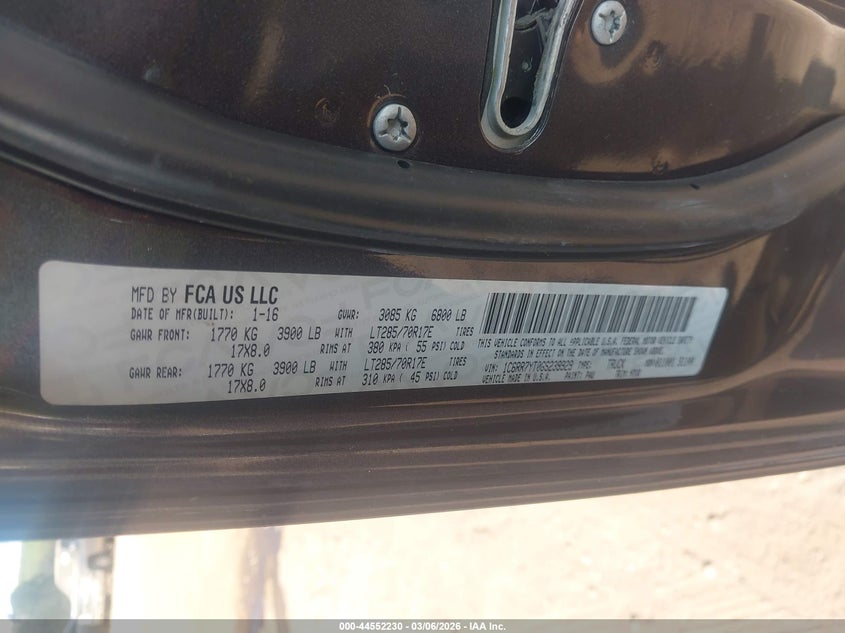 MFD BY FCA US LLC
DATE OF MFR(BUILT): 1-16 GVWR: 3085 KG 6800 LB
GAWR FRONT: 1770 KG 3900 LB WITH LT285/70R17E TIRES
17X8.0 RIMS AT 380 KPA ( 55 PSI) COLD
GAWR REAR: 1770 KG 3900 LB WITH LT285/70R17E TIRES
17X8.0 RIMS AT 310 KPA ( 45 PSI) COLD
THIS VEHICLE CONFORMS TO ALL APPLICABLE U.S.A. FEDERAL MOTOR VEHICLE SAFETY
STANDARDS IN EFFECT ON THE DATE OF MANUFACTURE SHOWN ABOVE.
VEHICLE IN: 1C6RR7YT0GS239929 TYPE: TRUCK
PAINT: TRIM:
000-44552230 - 03/06/2026 - IAA Inc.